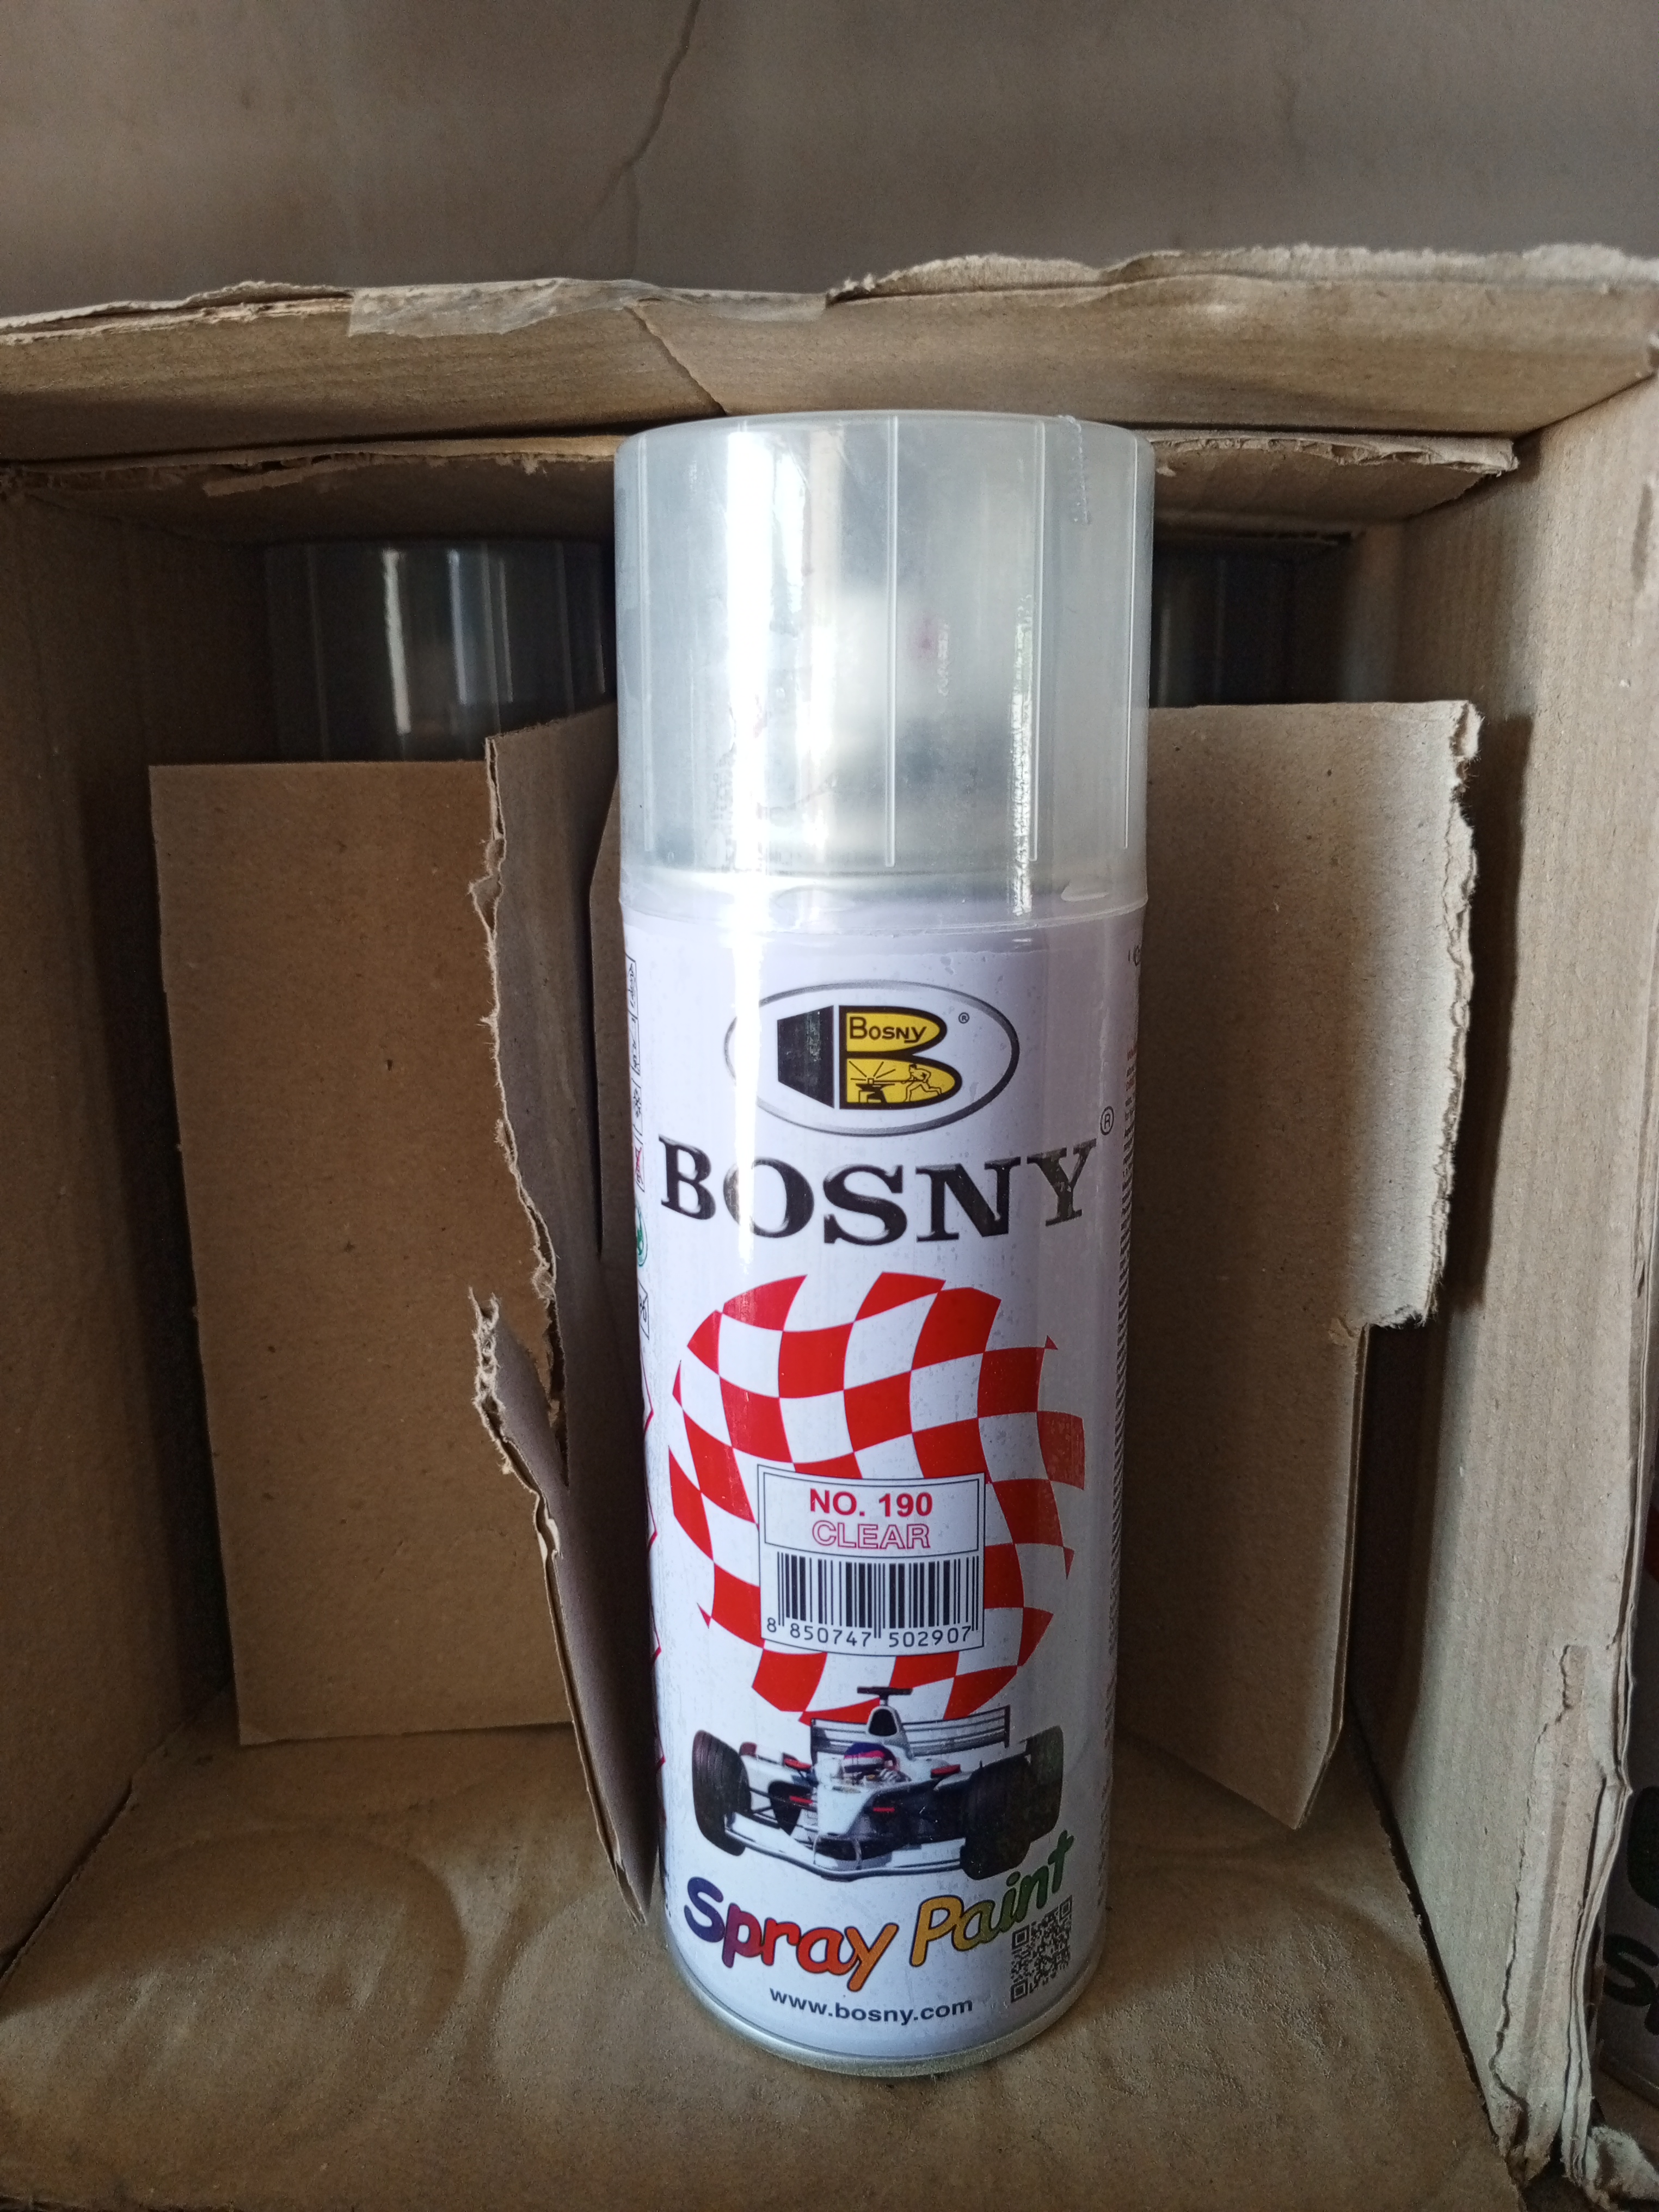 BOSNY
®
BOSNY®
NO. 190
CLEAR
8 850747 502907
Spray Paint
www.bosny.com